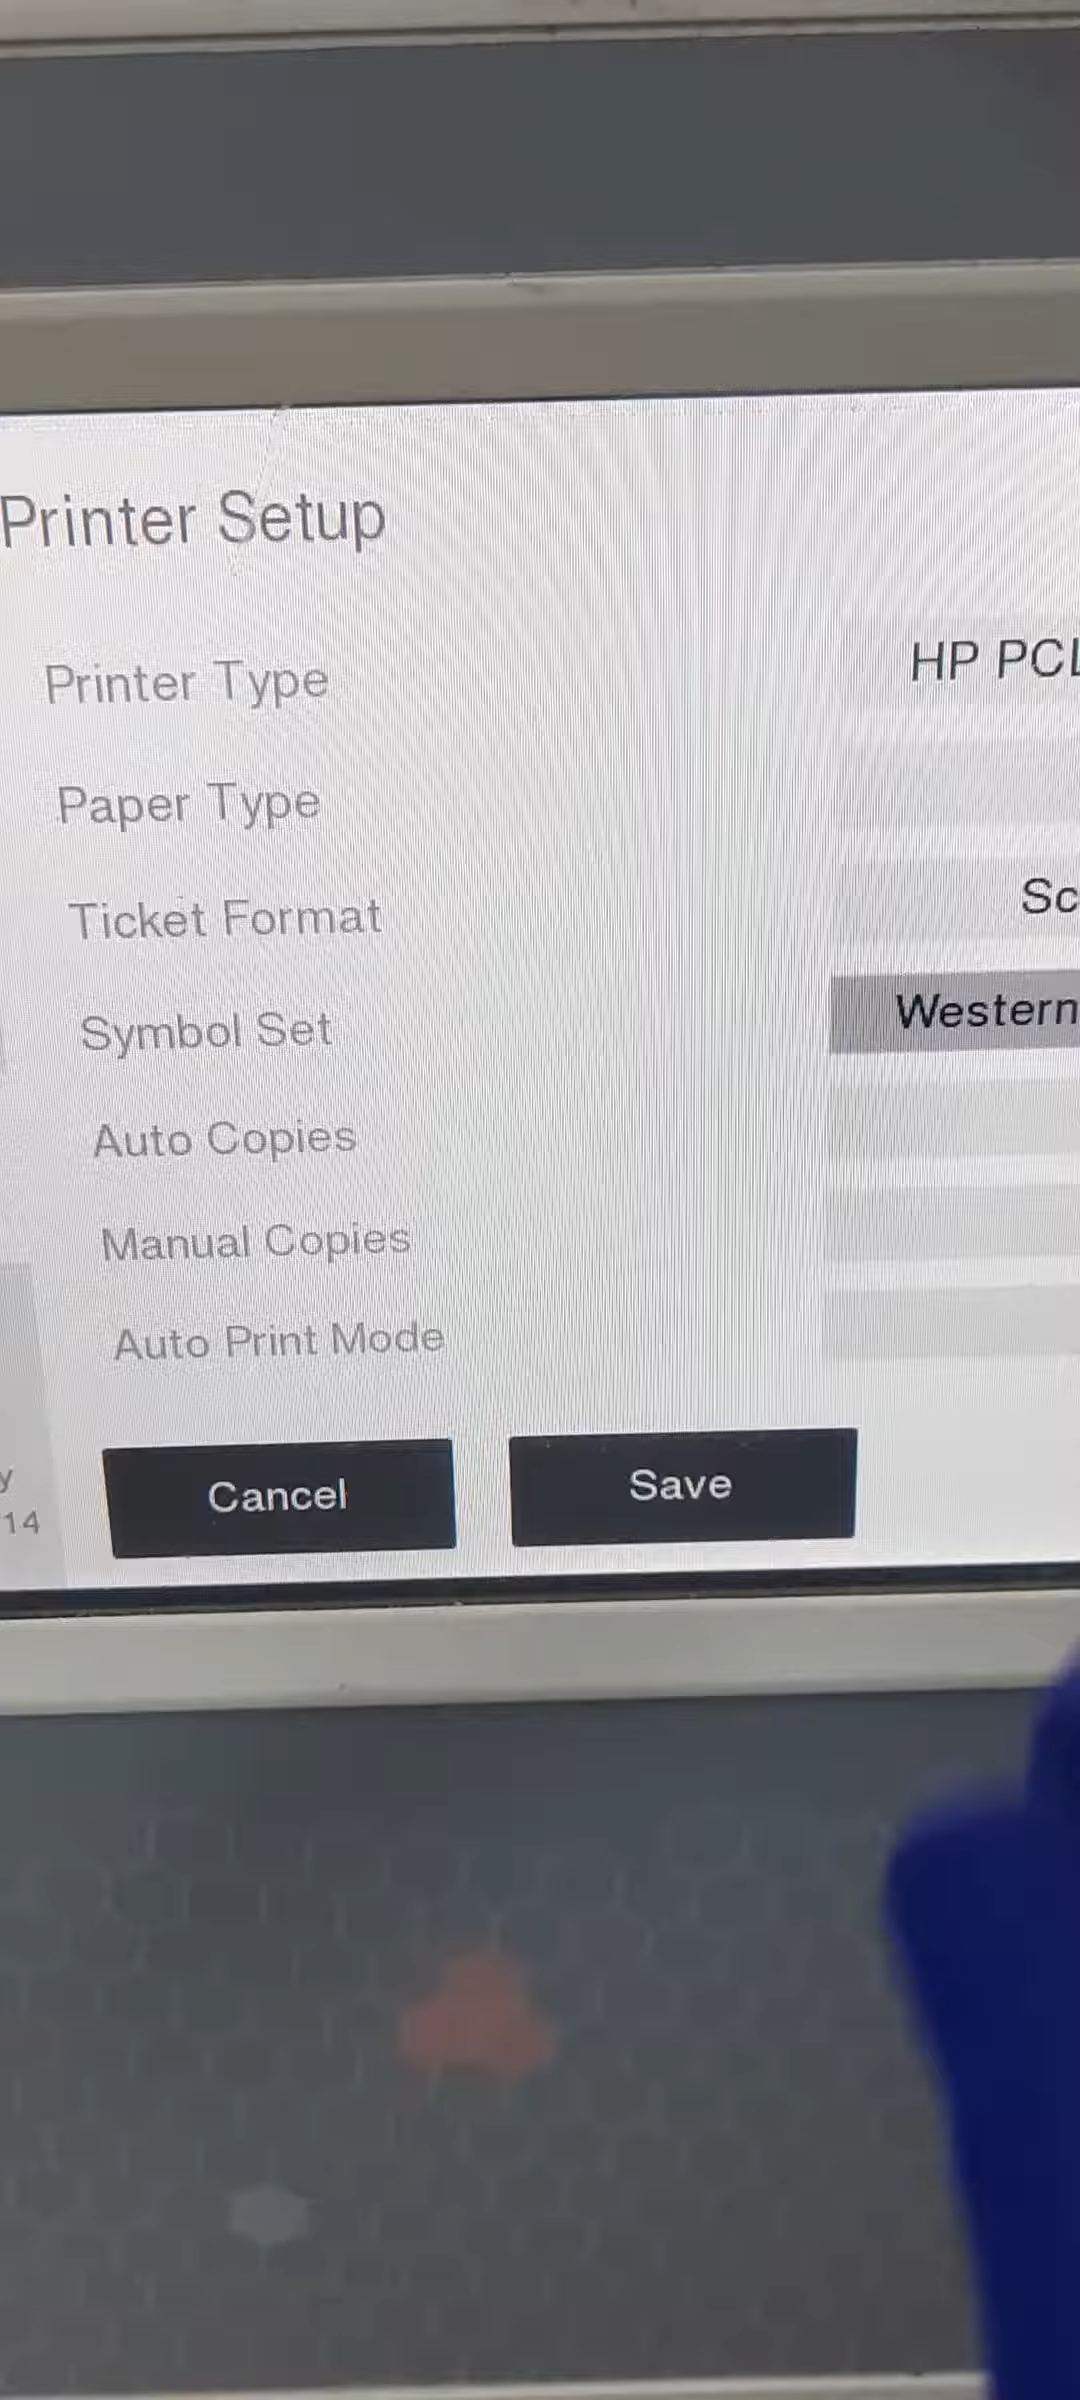 Printer Setup
Printer Type HP PCL
Paper Type
Ticket Format Sc
Symbol Set Western
Auto Copies
Manual Copies
Auto Print Mode
y
14
Cancel Save